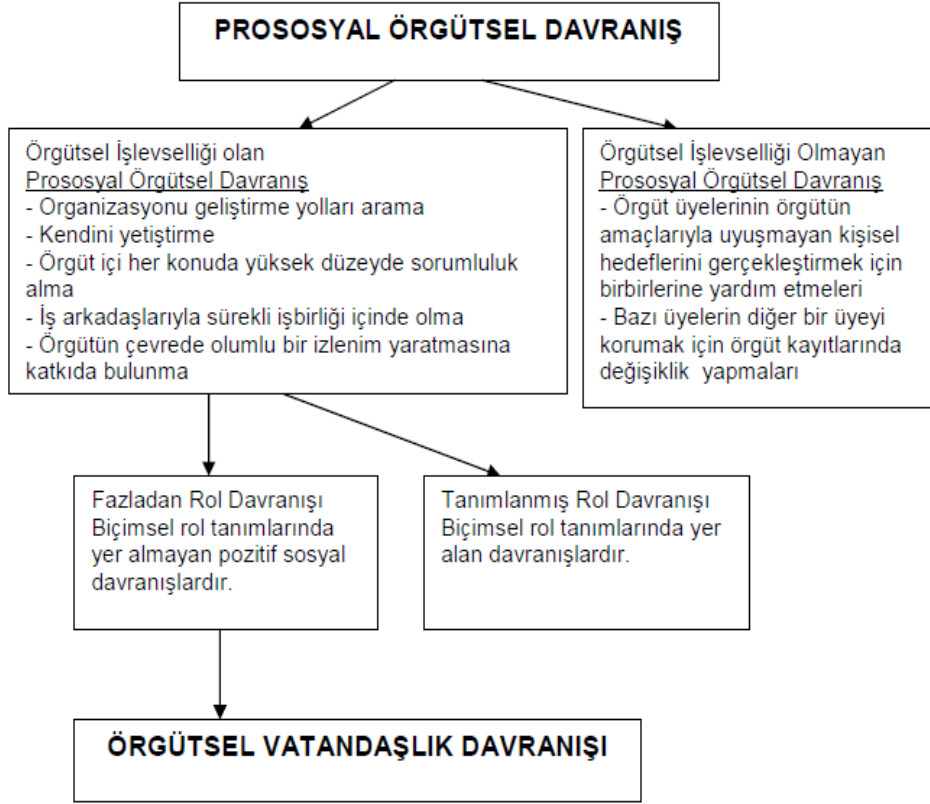 PROSOSYAL ÖRGÜTSEL DAVRANIŞ
Örgütsel İşlevselliği olan
Prososyal Örgütsel Davranış
- Organizasyonu geliştirme yolları arama
- Kendini yetiştirme
- Örgüt içi her konuda yüksek düzeyde sorumluluk
alma
- İş arkadaşlarıyla sürekli işbirliği içinde olma
- Örgütün çevrede olumlu bir izlenim yaratmasına
katkıda bulunma
Örgütsel İşlevselliği Olmayan
Prososyal Örgütsel Davranış
- Örgüt üyelerinin örgütün
amaçlarıyla uyuşmayan kişisel
hedeflerini gerçekleştirmek için
birbirlerine yardım etmeleri
- Bazı üyelerin diğer bir üyeyi
korumak için örgüt kayıtlarında
değişiklik yapmaları
Fazladan Rol Davranışı
Biçimsel rol tanımlarında
yer almayan pozitif sosyal
davranışlardır.
Tanımlanmış Rol Davranışı
Biçimsel rol tanımlarında yer
alan davranışlardır.
ÖRGÜTSEL VATANDAŞLIK DAVRANIŞI